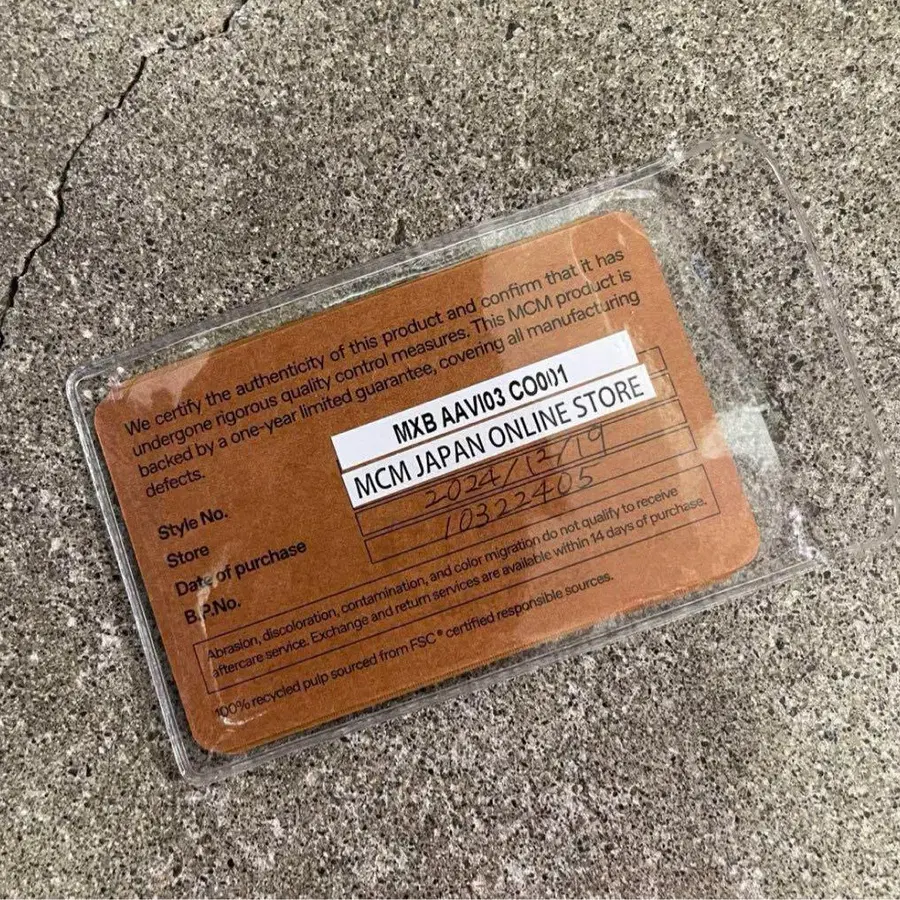 We certify the authenticity of this product and confirm that it has
undergone rigorous quality control measures. This MCM product is
backed by a one-year limited guarantee, covering all manufacturing
defects.
Style No. MXB AAVI03 CO001
Store MCM JAPAN ONLINE STORE
Date of purchase 2024/12/19
B.P.No. 10322405
Abrasion, discoloration, contamination, and color migration do not qualify to receive
aftercare service. Exchange and return services are available within 14 days of purchase.
100% recycled pulp sourced from FSC® certified responsible sources.